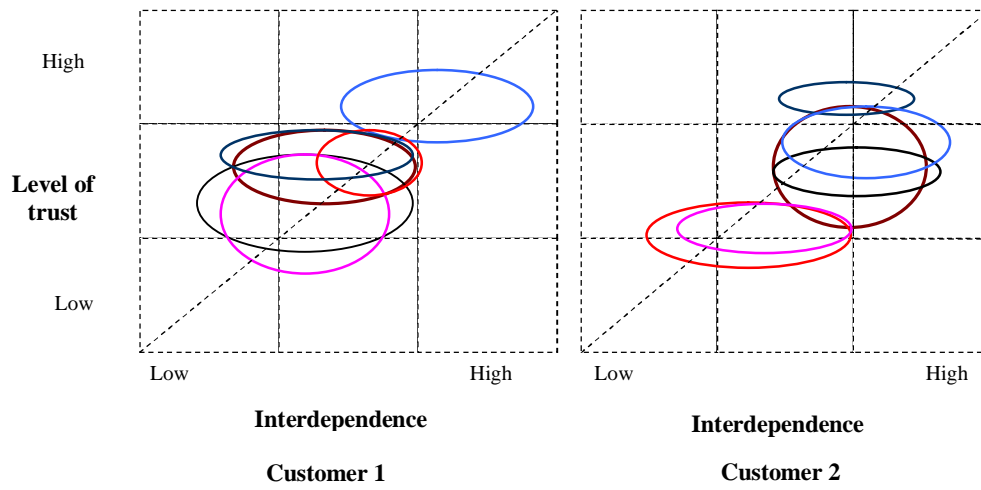 High
Level of
trust
Low
Low High
Interdependence
Customer 1
Low High
Interdependence
Customer 2